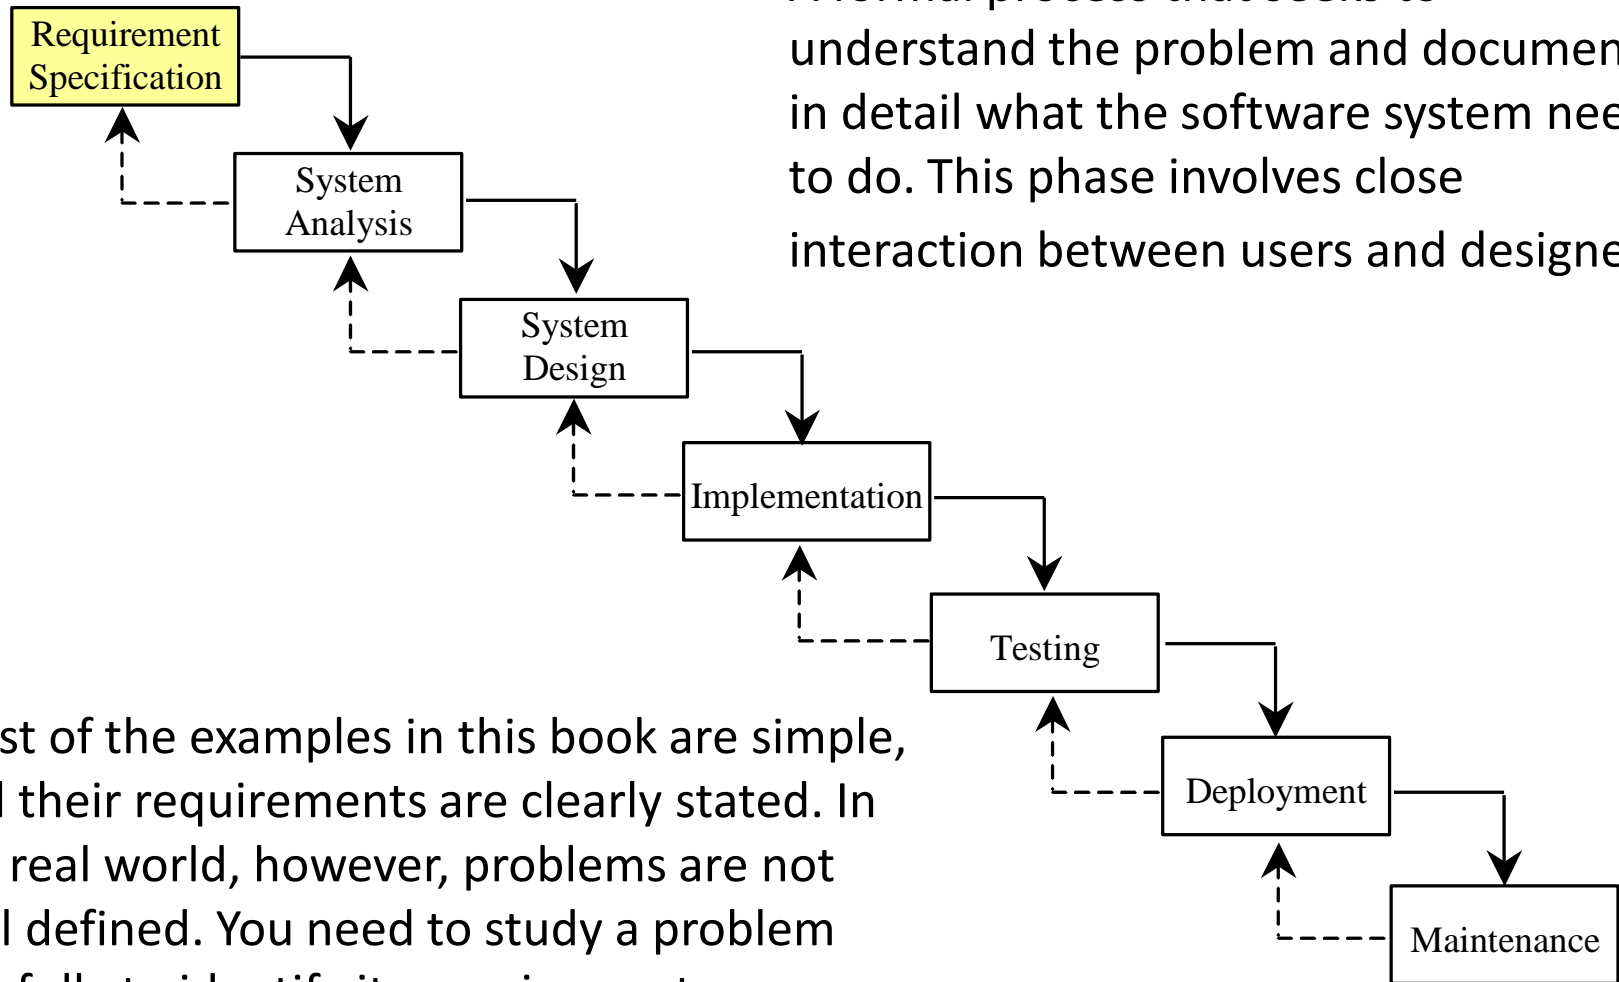 Requirement
Specification
understand the problem and documen
in detail what the software system nee
to do. This phase involves close
interaction between users and designe
System
Analysis
System
Design
Implementation
Testing
Deployment
Maintenance
st of the examples in this book are simple,
their requirements are clearly stated. In
real world, however, problems are not
l defined. You need to study a problem